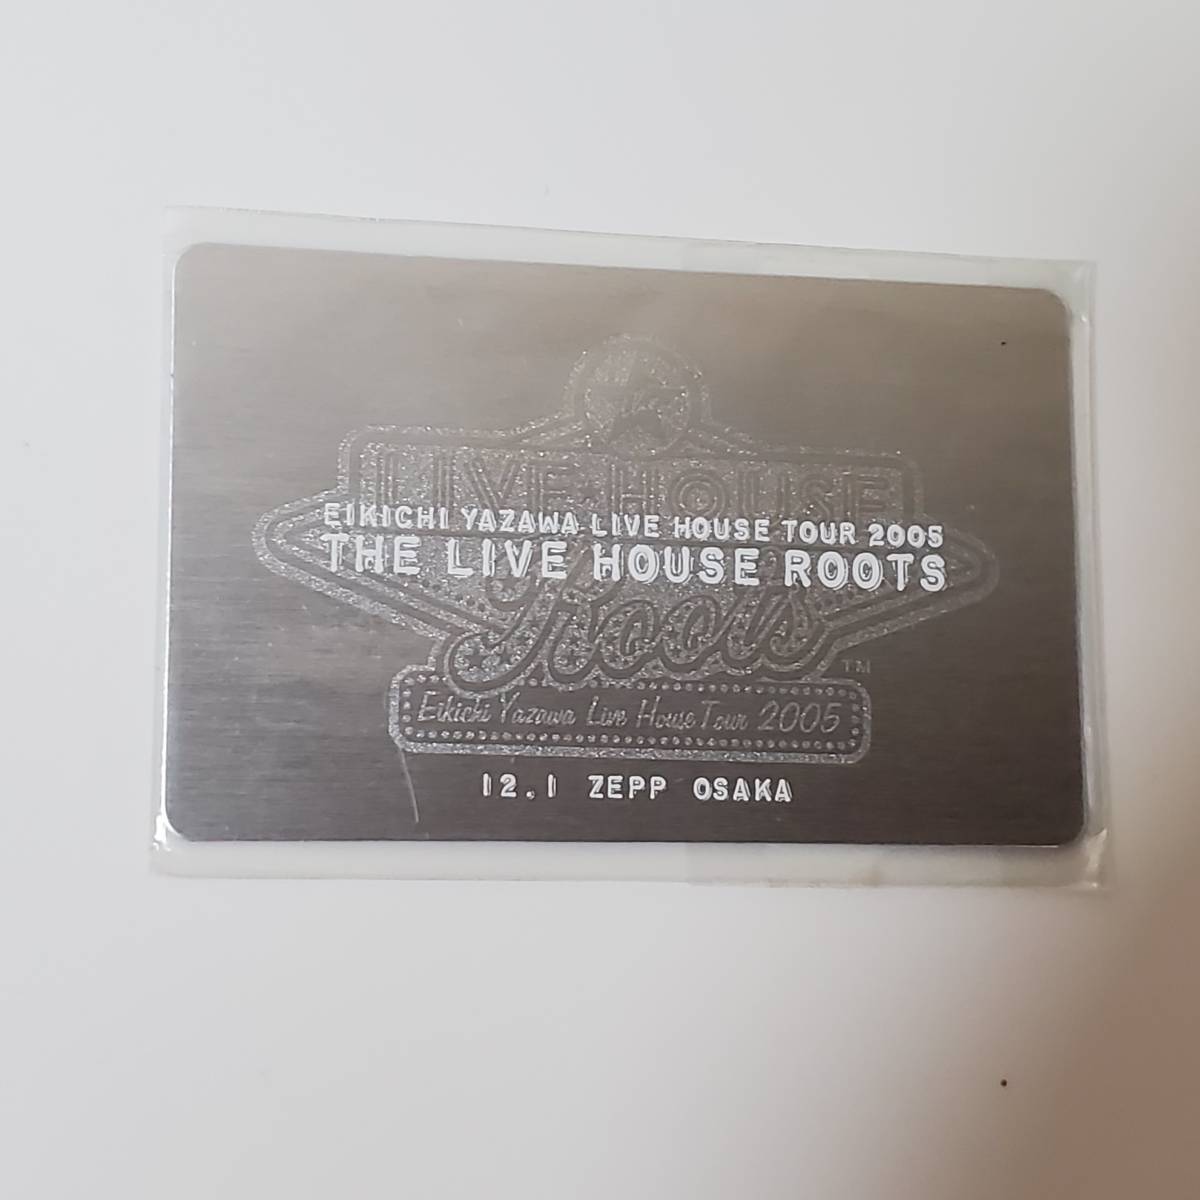 LIVE HOUSE
EIKICHI YAZAWA LIVE HOUSE TOUR 2005
THE LIVE HOUSE ROOTS
Roots
TM
Eikichi Yazawa Live House Tour 2005
12.1 ZEPP OSAKA